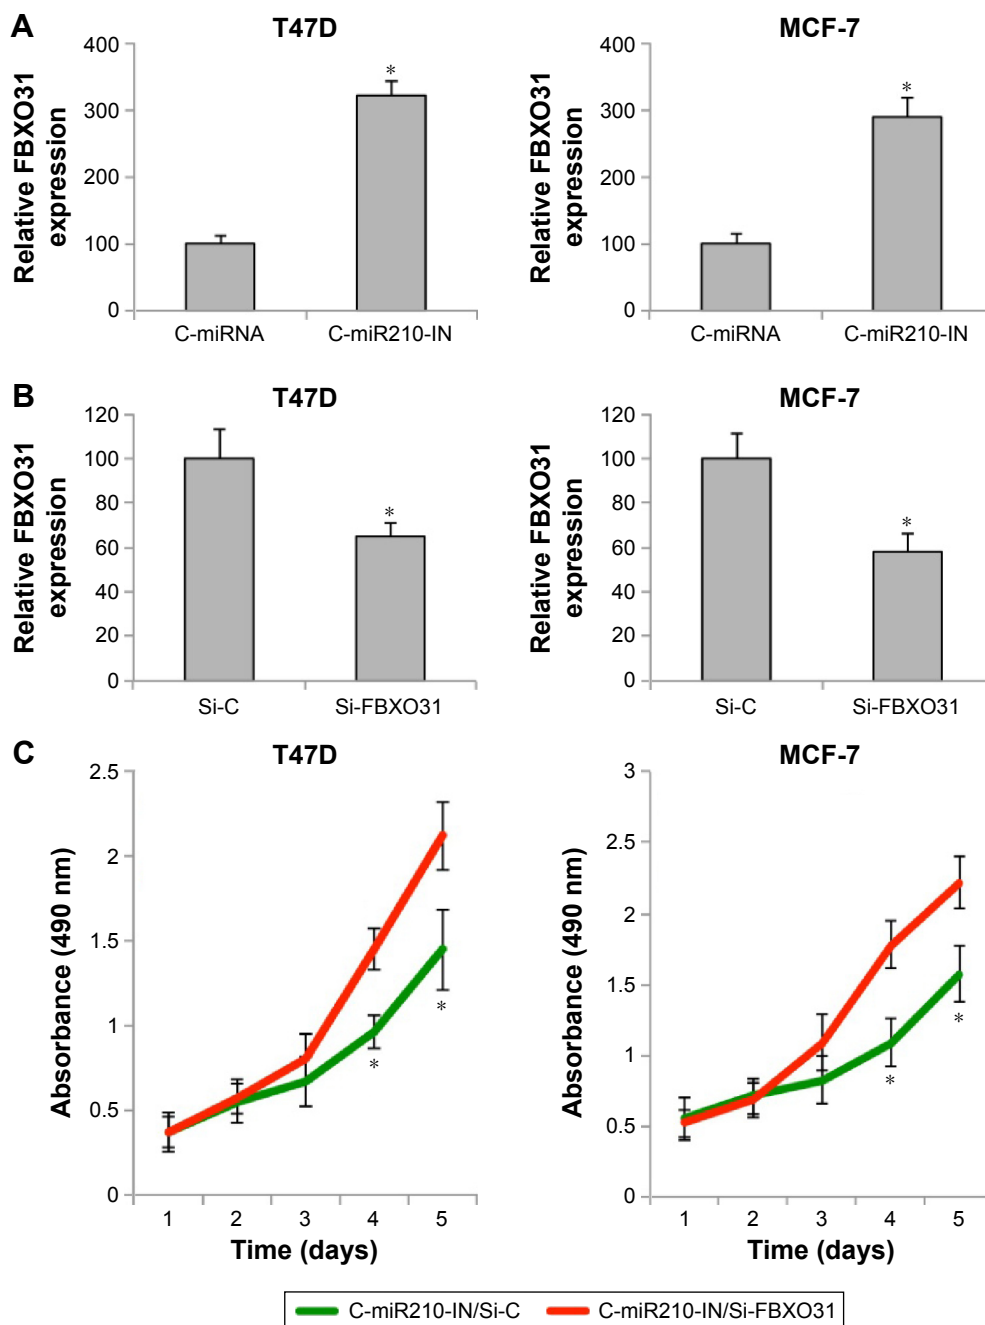 A
T47D
MCF-7
Relative FBXO31
expression
400
300
200
100
0
*
C-miRNA
C-miR210-IN
Relative FBXO31
expression
400
300
200
100
0
*
C-miRNA
C-miR210-IN
B
T47D
MCF-7
Relative FBXO31
expression
120
100
80
60
40
20
0
*
Si-C
Si-FBXO31
Relative FBXO31
expression
120
100
80
60
40
20
0
*
Si-C
Si-FBXO31
C
T47D
MCF-7
Absorbance (490 nm)
2.5
2
1.5
1
0.5
0
*
*
1 2 3 4 5
Time (days)
Absorbance (490 nm)
3
2.5
2
1.5
1
0.5
0
*
*
1 2 3 4 5
Time (days)
C-miR210-IN/Si-C C-miR210-IN/Si-FBXO31